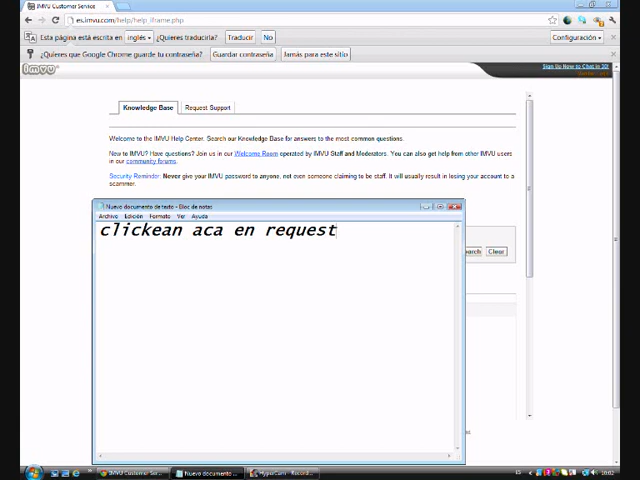 IMVU Customer Service
es.imvu.com/help/help_iframe.php
Esta página está escrita en inglés ¿Quieres traducirla? Traducir No Configuración
¿Quieres que Google Chrome guarde tu contraseña? Guardar contraseña Jamás para este sitio
imvu
Sign Up Now to Chat in 3D!
Knowledge Base Request Support
Welcome to the IMVU Help Center. Search our Knowledge Base for answers to the most common questions.
New to IMVU? Have questions? Join us in our Welcome Room operated by IMVU Staff and Moderators. You can also get help from other IMVU users
in our community forums.
Security Reminder: Never give your IMVU password to anyone, not even someone claiming to be staff. It will usually result in losing your account to a
scammer.
Nuevo documento de texto - Bloc de notas
Archivo Edición Formato Ver Ayuda
clickean aca en request
Clear
IMVU Customer Ser... Nuevo documento ... HyperCam - Record...
ES 10:02